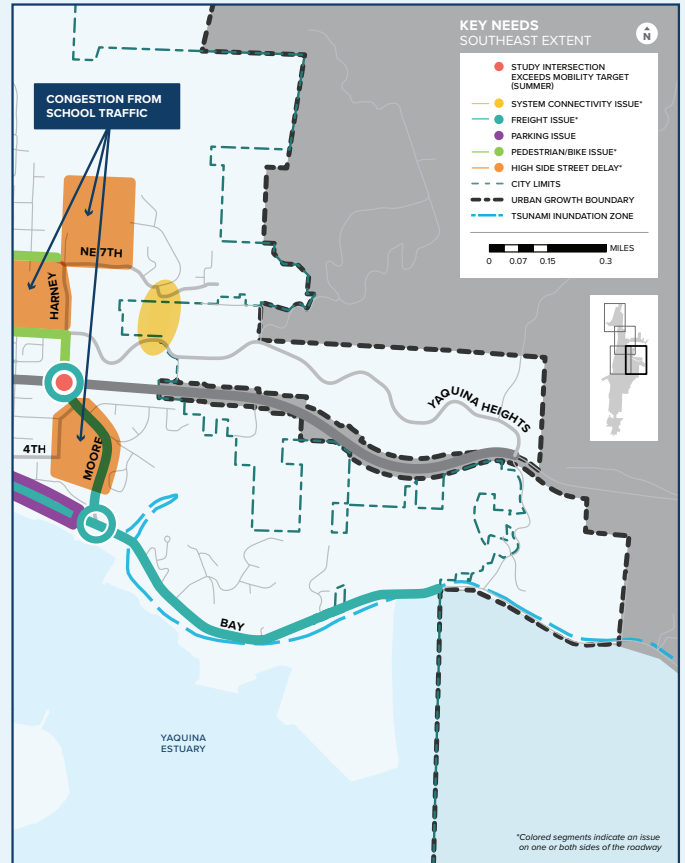 KEY NEEDS
SOUTHEAST EXTENT
N
STUDY INTERSECTION
EXCEEDS MOBILITY TARGET
(SUMMER)
SYSTEM CONNECTIVITY ISSUE*
FREIGHT ISSUE*
PARKING ISSUE
PEDESTRIAN/BIKE ISSUE*
HIGH SIDE STREET DELAY*
CITY LIMITS
URBAN GROWTH BOUNDARY
TSUNAMI INUNDATION ZONE
MILES
0 0.07 0.15 0.3
CONGESTION FROM
SCHOOL TRAFFIC
NE 7TH
HARNEY
YAQUINA HEIGHTS
4TH
MOORE
BAY
YAQUINA
ESTUARY
*Colored segments indicate an issue
on one or both sides of the roadway